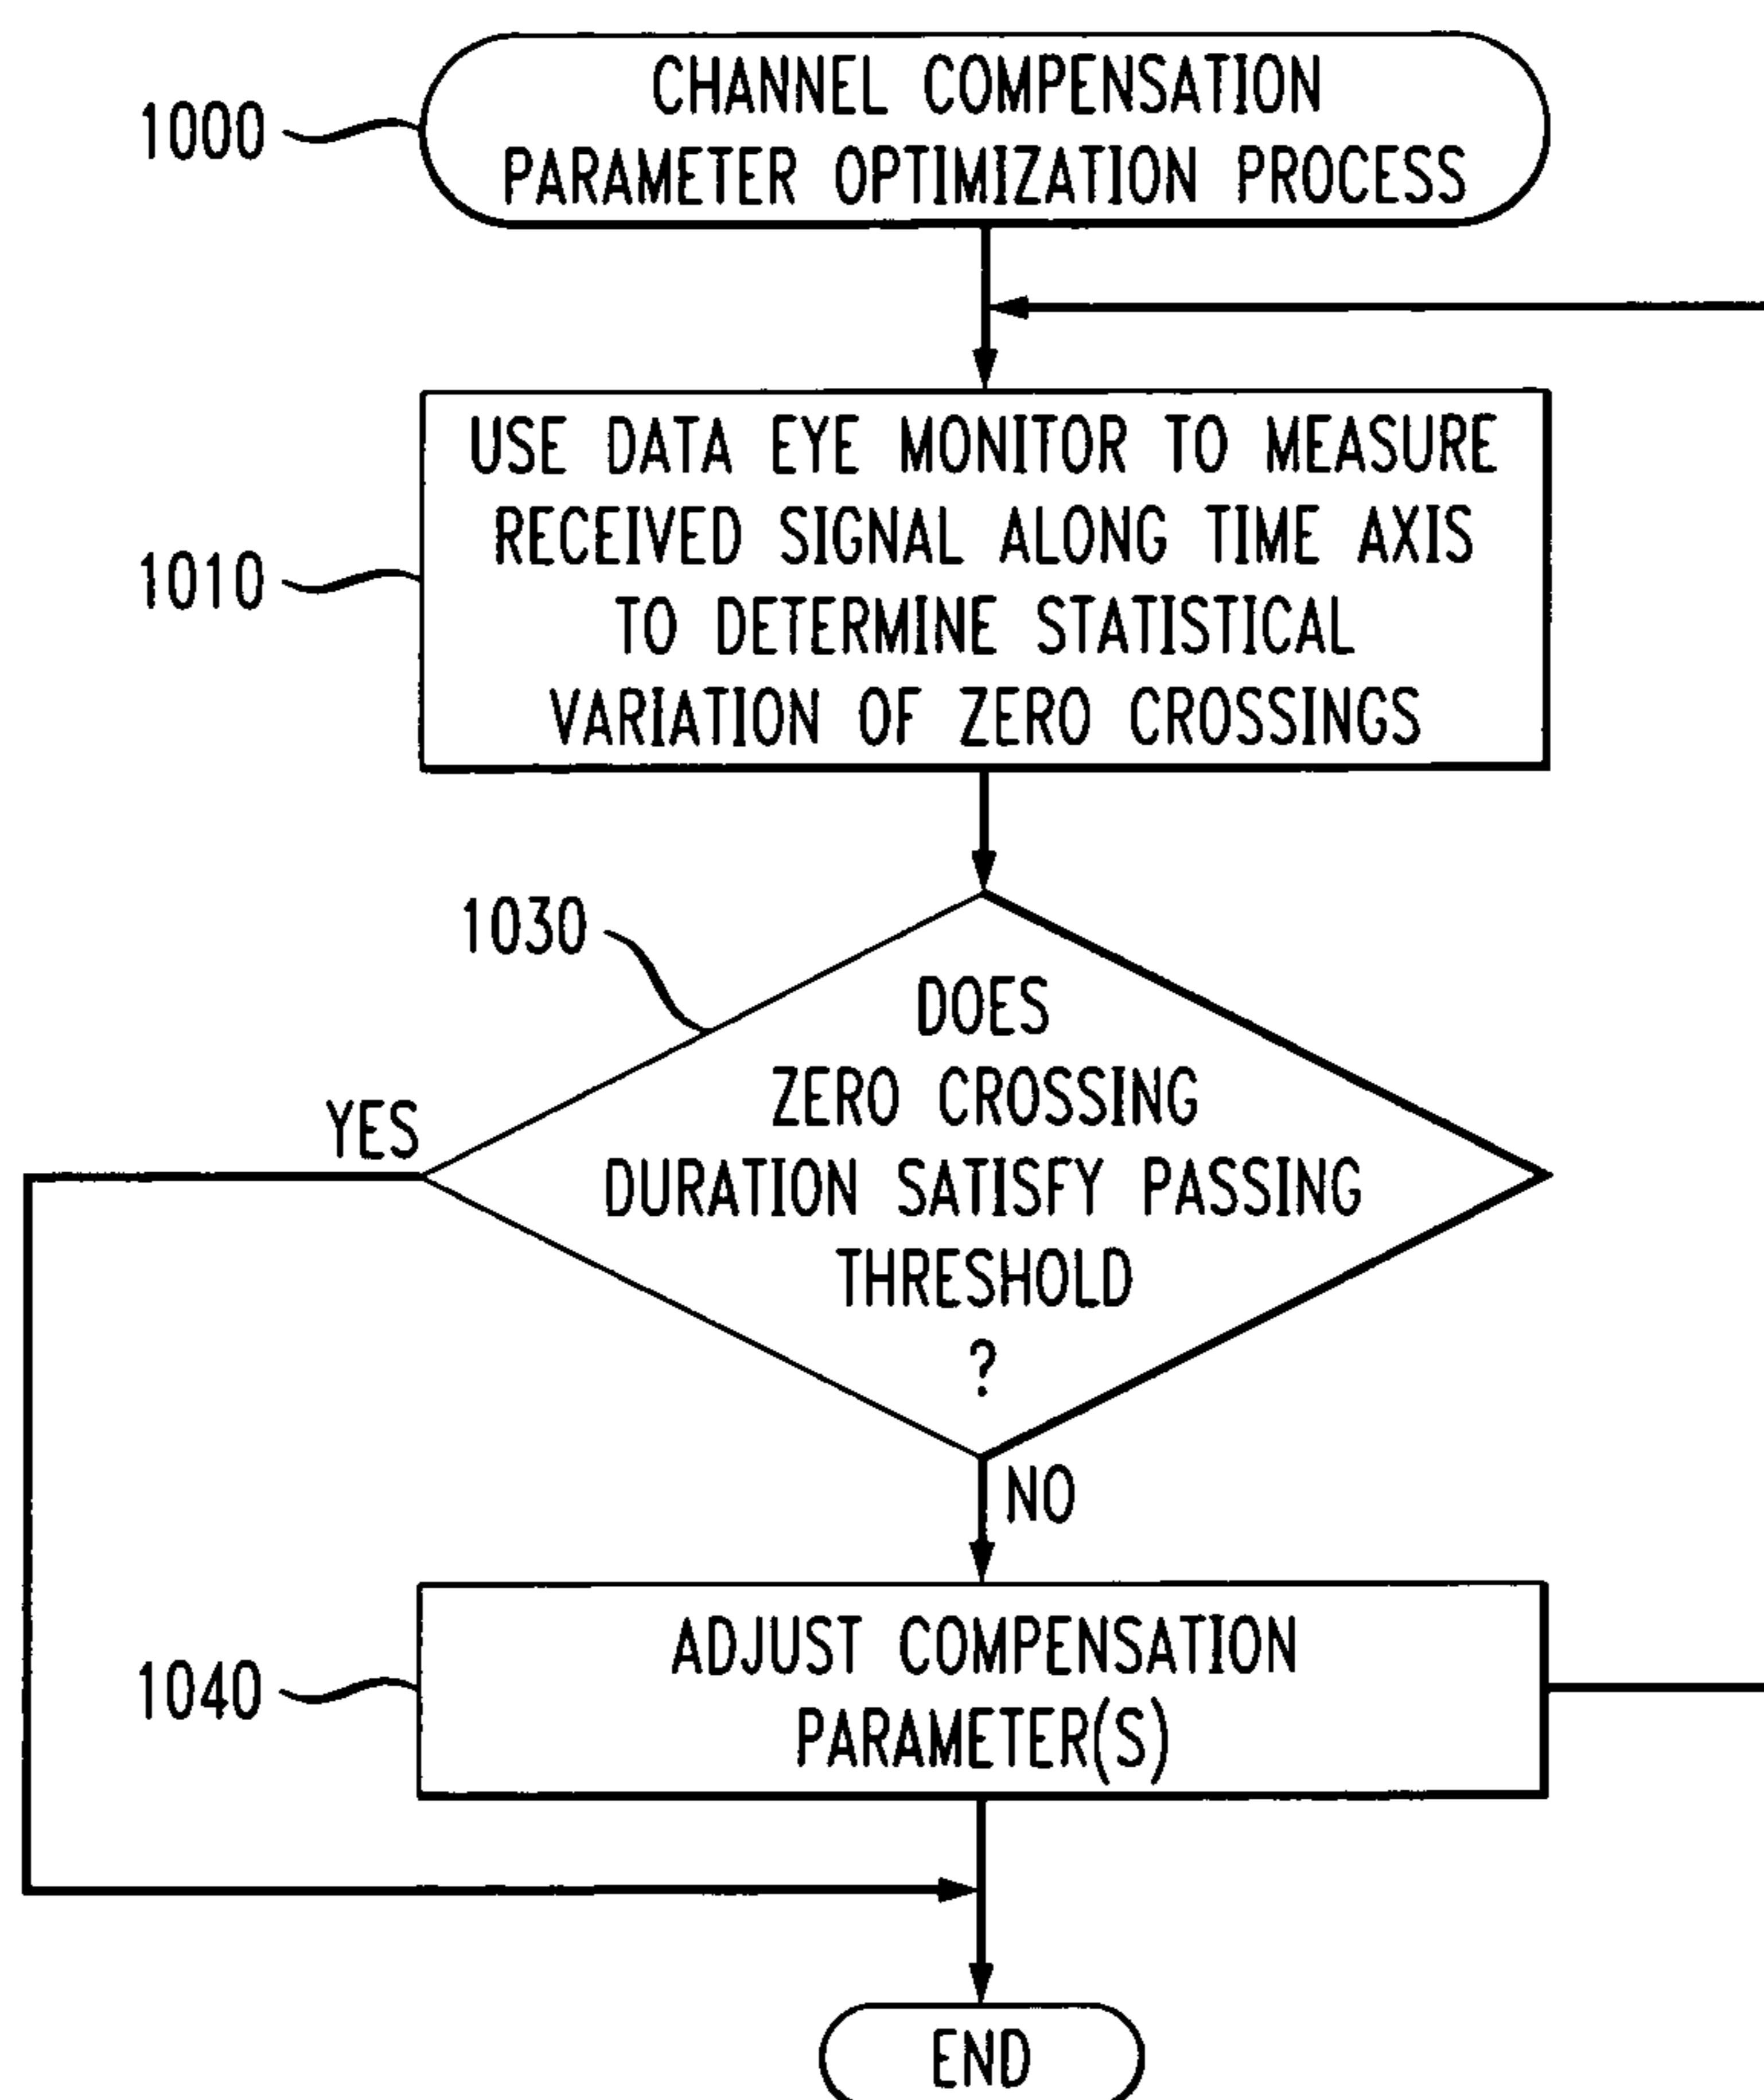 1000
CHANNEL COMPENSATION
PARAMETER OPTIMIZATION PROCESS
1010
USE DATA EYE MONITOR TO MEASURE
RECEIVED SIGNAL ALONG TIME AXIS
TO DETERMINE STATISTICAL
VARIATION OF ZERO CROSSINGS
1030
DOES
ZERO CROSSING
DURATION SATISFY PASSING
THRESHOLD
?
YES
NO
1040
ADJUST COMPENSATION
PARAMETER(S)
END